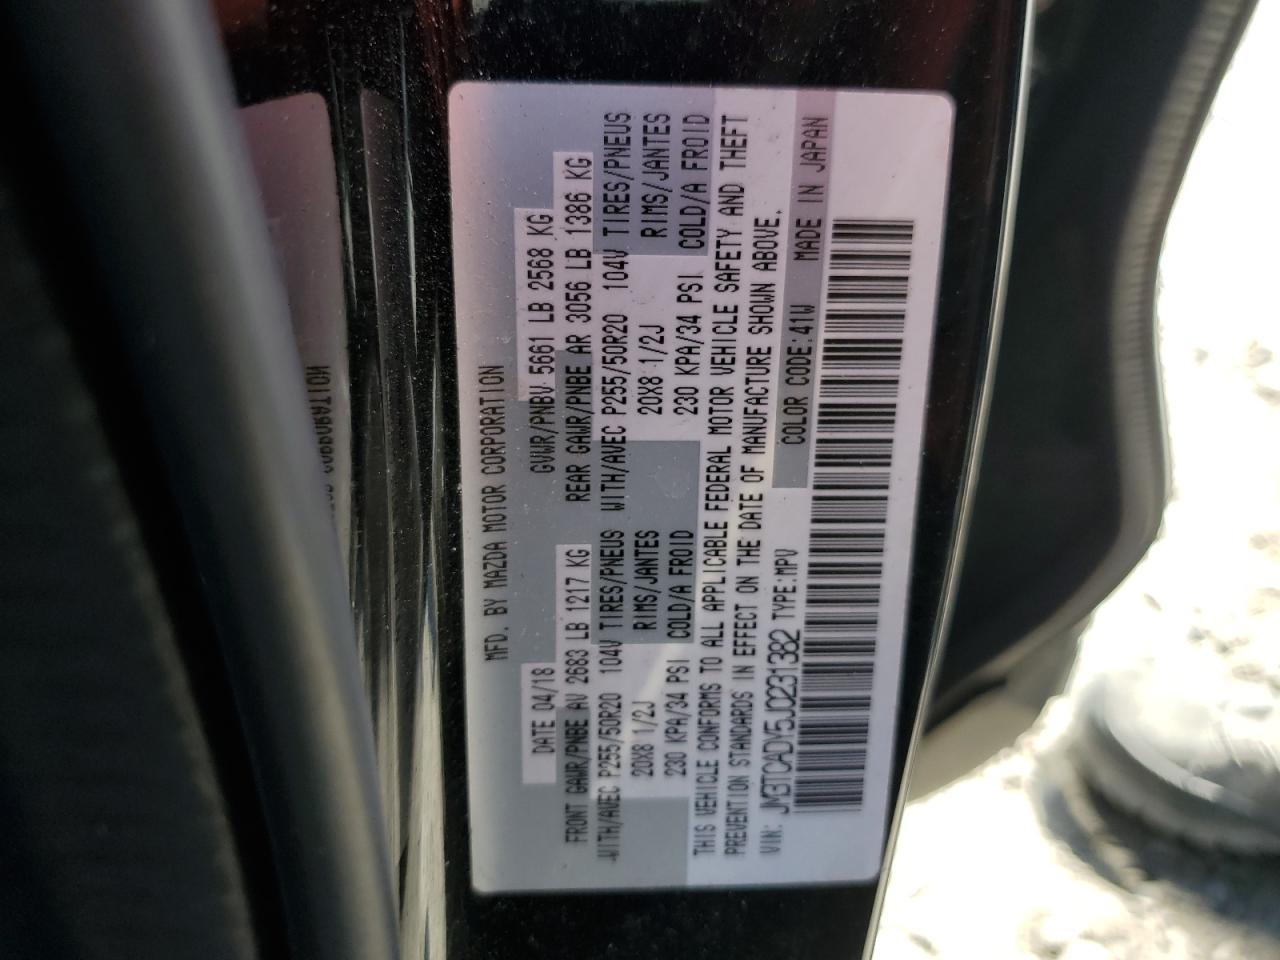 MFD. BY MAZDA MOTOR CORPORATION
DATE 04/18 GVWR/PNBV 5661 LB 2568 KG
FRONT GAWR/PNBE AV 2683 LB 1217 KG REAR GAWR/PNBE AR 3056 LB 1386 KG
WITH/AVEC P255/50R20 104V TIRES/PNEUS WITH/AVEC P255/50R20 104V TIRES/PNEUS
20X8 1/2J RIMS/JANTES 20X8 1/2J RIMS/JANTES
230 KPA/34 PSI COLD/A FROID 230 KPA/34 PSI COLD/A FROID
THIS VEHICLE CONFORMS TO ALL APPLICABLE FEDERAL MOTOR VEHICLE SAFETY AND THEFT
PREVENTION STANDARDS IN EFFECT ON THE DATE OF MANUFACTURE SHOWN ABOVE.
VIN: JM3TCADY5J0231382 TYPE:MPV COLOR CODE:41W MADE IN JAPAN